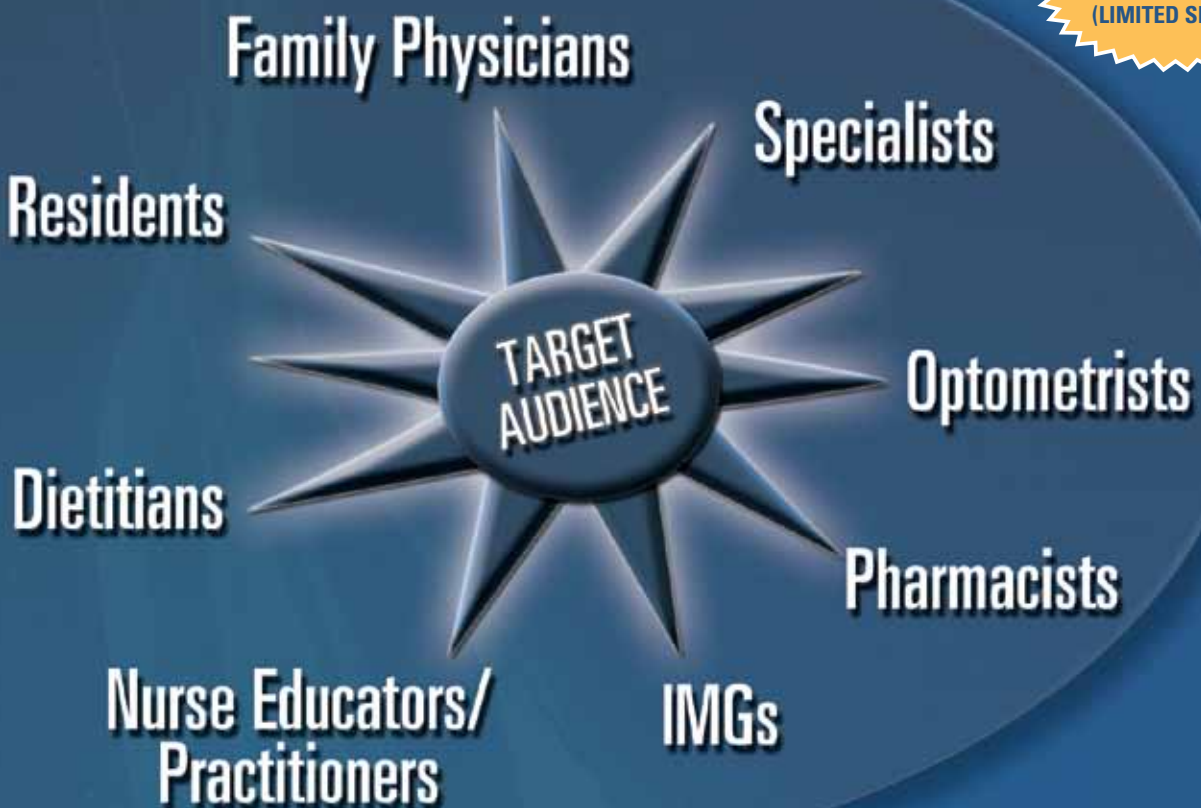 (LIMITED
Family Physicians
Specialists
Residents
TARGET
AUDIENCE
Optometrists
Dietitians
Pharmacists
Nurse Educators/
Practitioners
IMGs